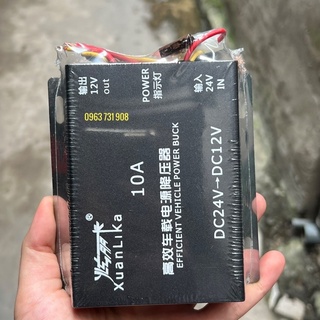 输出
12V
out
POWER
指示灯
输入
24V
IN
0963 731 908
10A
DC24V→DC12V
高效车载电源降压器
EFFICIENT VEHICLE POWER BUCK
XuanLika